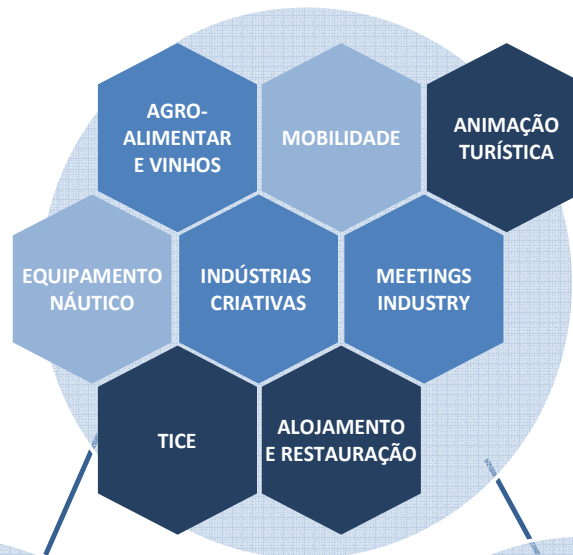 AGRO-
ALIMENTAR
E VINHOS
MOBILIDADE
ANIMAÇÃO
TURÍSTICA
EQUIPAMENTO
NÁUTICO
INDÚSTRIAS
CRIATIVAS
MEETINGS
INDUSTRY
TICE
ALOJAMENTO
E RESTAURAÇÃO